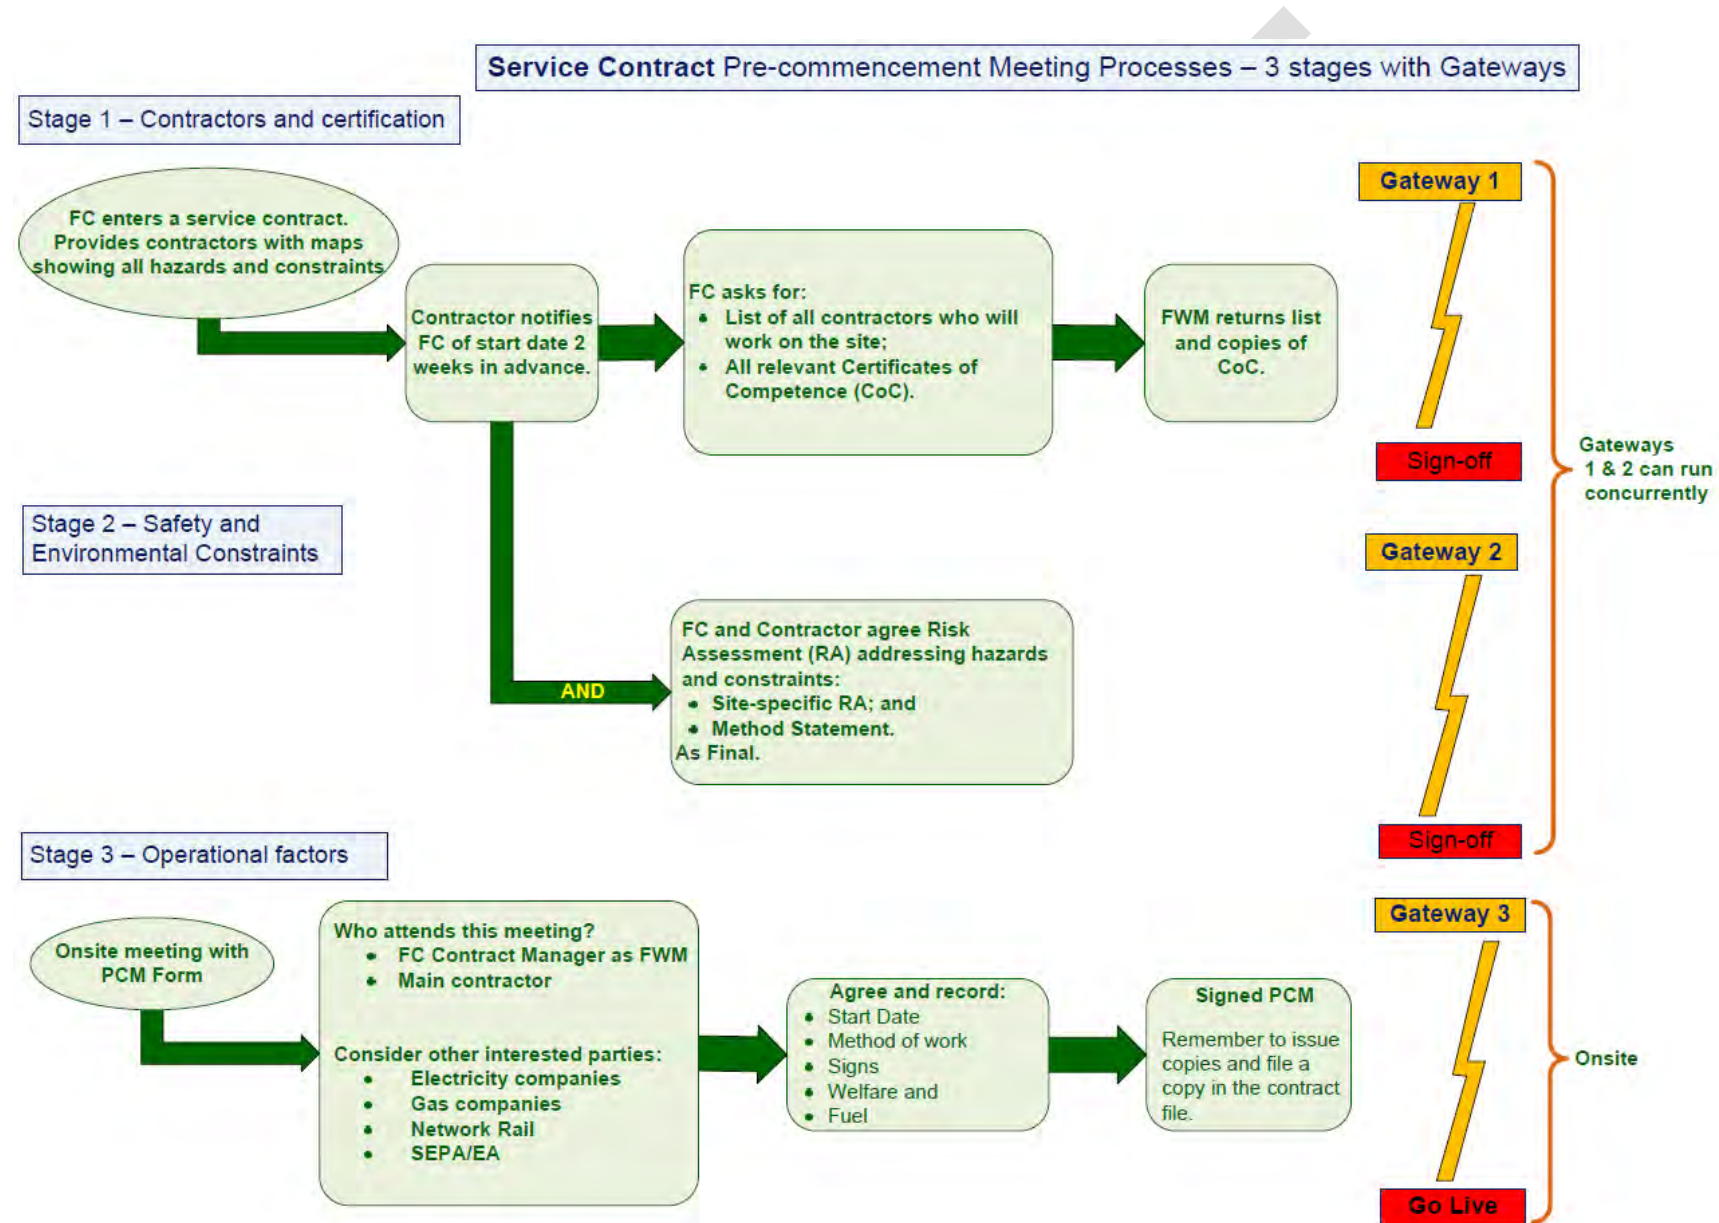 Service Contract Pre-commencement Meeting Processes – 3 stages with Gateways
Stage 1 – Contractors and certification
FC enters a service contract.
Provides contractors with maps
showing all hazards and constraints
Contractor notifies
FC of start date 2
weeks in advance.
FC asks for:
• List of all contractors who will
work on the site;
• All relevant Certificates of
Competence (CoC).
FWM returns list
and copies of
CoC.
Gateway 1
Sign-off
Gateways
1 & 2 can run
concurrently
Stage 2 – Safety and
Environmental Constraints
AND
FC and Contractor agree Risk
Assessment (RA) addressing hazards
and constraints:
• Site-specific RA; and
• Method Statement.
As Final.
Gateway 2
Sign-off
Stage 3 – Operational factors
Onsite meeting with
PCM Form
Who attends this meeting?
• FC Contract Manager as FWM
• Main contractor
Consider other interested parties:
• Electricity companies
• Gas companies
• Network Rail
• SEPA/EA
Agree and record:
• Start Date
• Method of work
• Signs
• Welfare and
• Fuel
Signed PCM
Remember to issue
copies and file a
copy in the contract
file.
Gateway 3
Go Live
Onsite